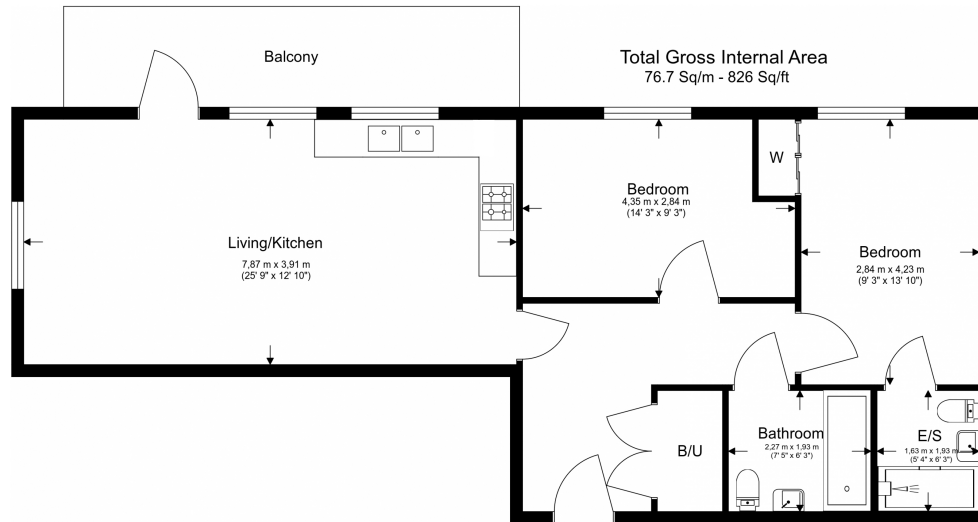 Balcony
Total Gross Internal Area
76.7 Sq/m - 826 Sq/ft
W
Bedroom
4,35 m x 2,84 m
(14' 3" x 9' 3")
Living/Kitchen
7,87 m x 3,91 m
(25' 9" x 12' 10")
Bedroom
2,84 m x 4,23 m
(9' 3" x 13' 10")
B/U
Bathroom
2,27 m x 1,93 m
(7' 5" x 6' 3")
E/S
1,63 m x 1,93 m
(5' 4" x 6' 3")